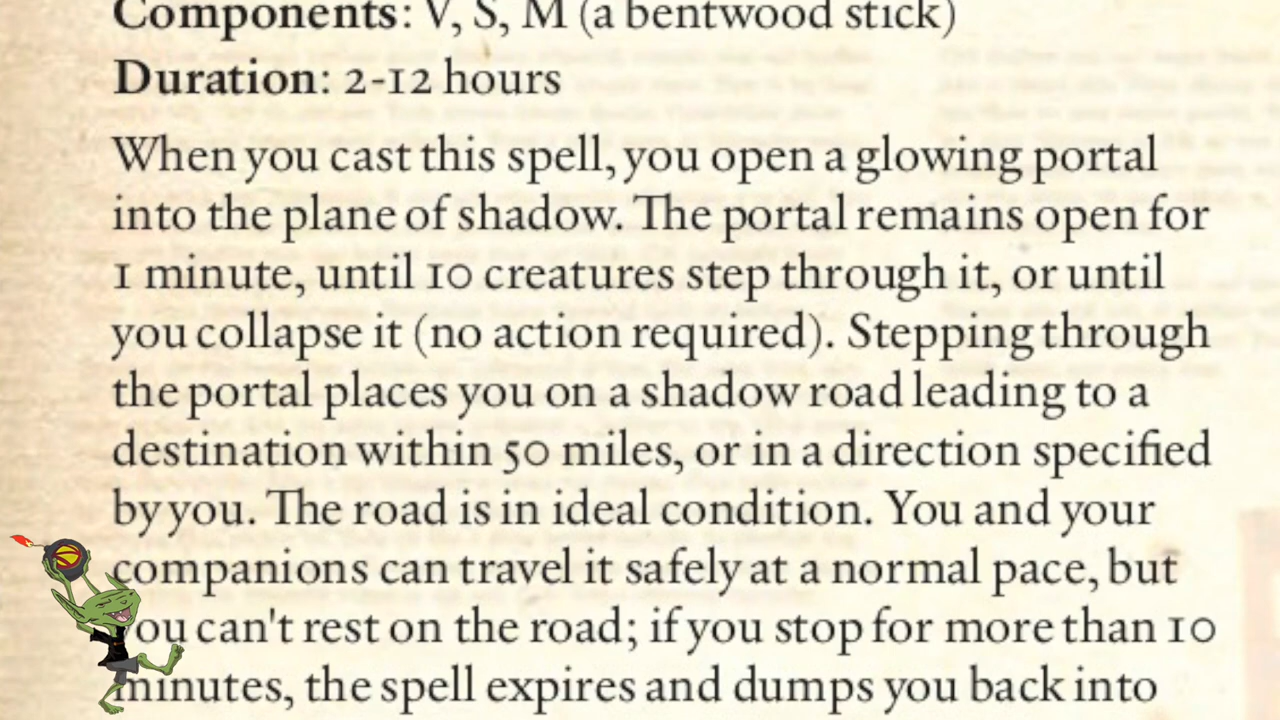 Components: V, S, M (a bentwood stick)
Duration: 2-12 hours
When you cast this spell, you open a glowing portal
into the plane of shadow. The portal remains open for
1 minute, until 10 creatures step through it, or until
you collapse it (no action required). Stepping through
the portal places you on a shadow road leading to a
destination within 50 miles, or in a direction specified
by you. The road is in ideal condition. You and your
companions can travel it safely at a normal pace, but
you can't rest on the road; if you stop for more than 10
minutes, the spell expires and dumps you back into